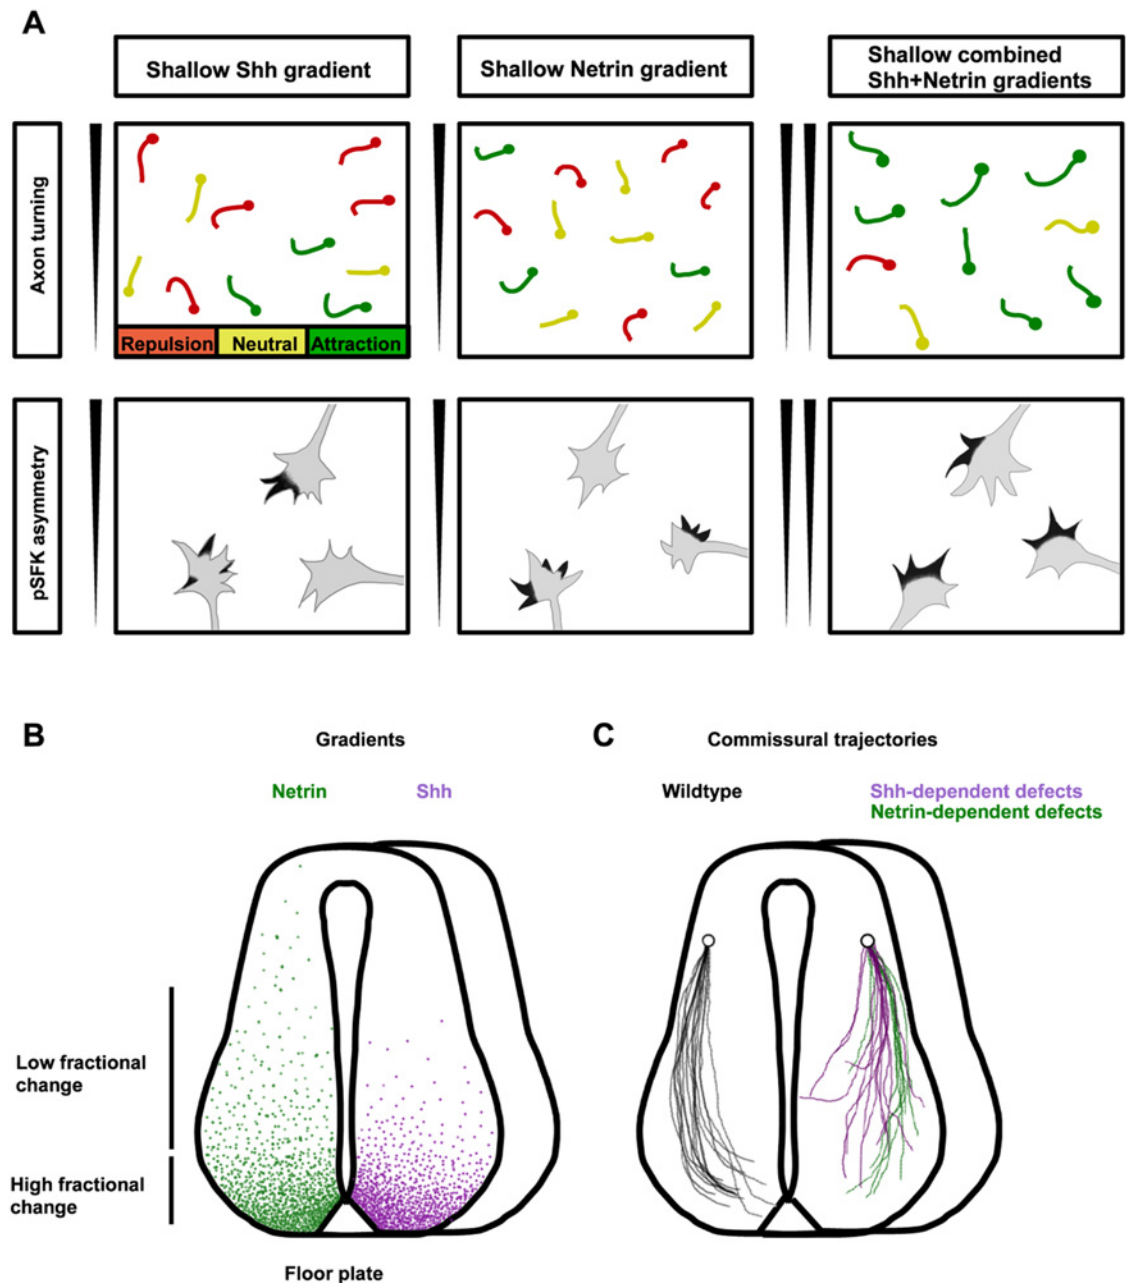 A
Shallow Shh gradient
Shallow Netrin gradient
Shallow combined
Shh+Netrin gradients
Axon turning
Repulsion
Neutral
Attraction
pSFK asymmetry
B
Gradients
Netrin
Shh
Low fractional
change
High fractional
change
Floor plate
C
Commissural trajectories
Wildtype
Shh-dependent defects
Netrin-dependent defects